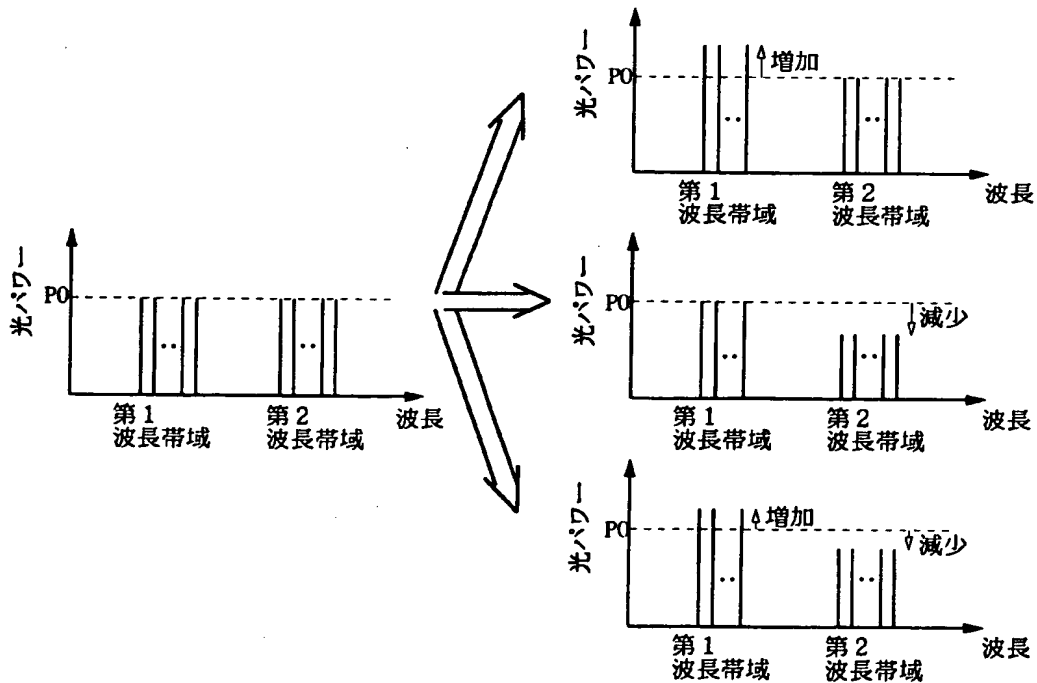 光パワー
P0
‥
‥
第1
波長帯域
第2
波長帯域
波長
光パワー
P0
増加
‥
‥
第1
波長帯域
第2
波長帯域
波長
光パワー
P0
減少
‥
‥
第1
波長帯域
第2
波長帯域
波長
光パワー
P0
増加
減少
‥
‥
第1
波長帯域
第2
波長帯域
波長